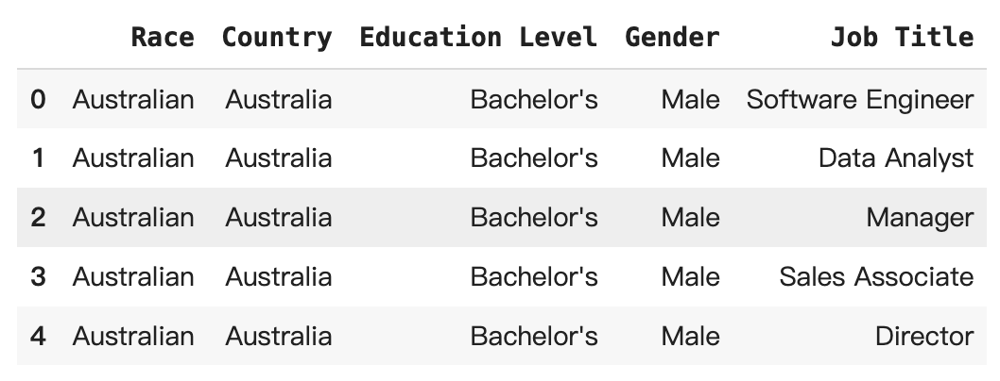 Race Country Education Level Gender Job Title
0 Australian Australia Bachelor's Male Software Engineer
1 Australian Australia Bachelor's Male Data Analyst
2 Australian Australia Bachelor's Male Manager
3 Australian Australia Bachelor's Male Sales Associate
4 Australian Australia Bachelor's Male Director